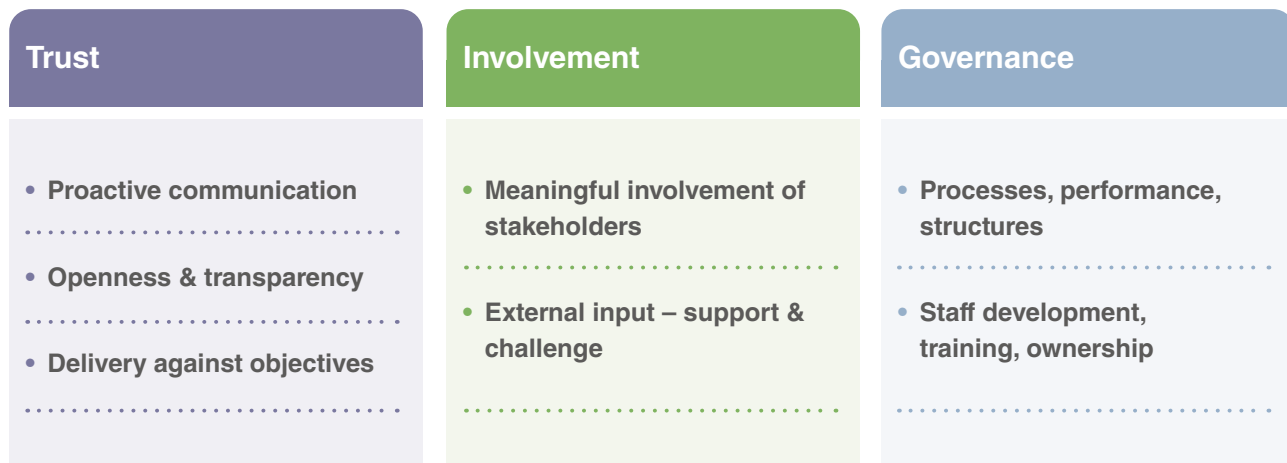 Trust
• Proactive communication
• Openness & transparency
• Delivery against objectives
Involvement
• Meaningful involvement of
stakeholders
• External input – support &
challenge
Governance
• Processes, performance,
structures
• Staff development,
training, ownership